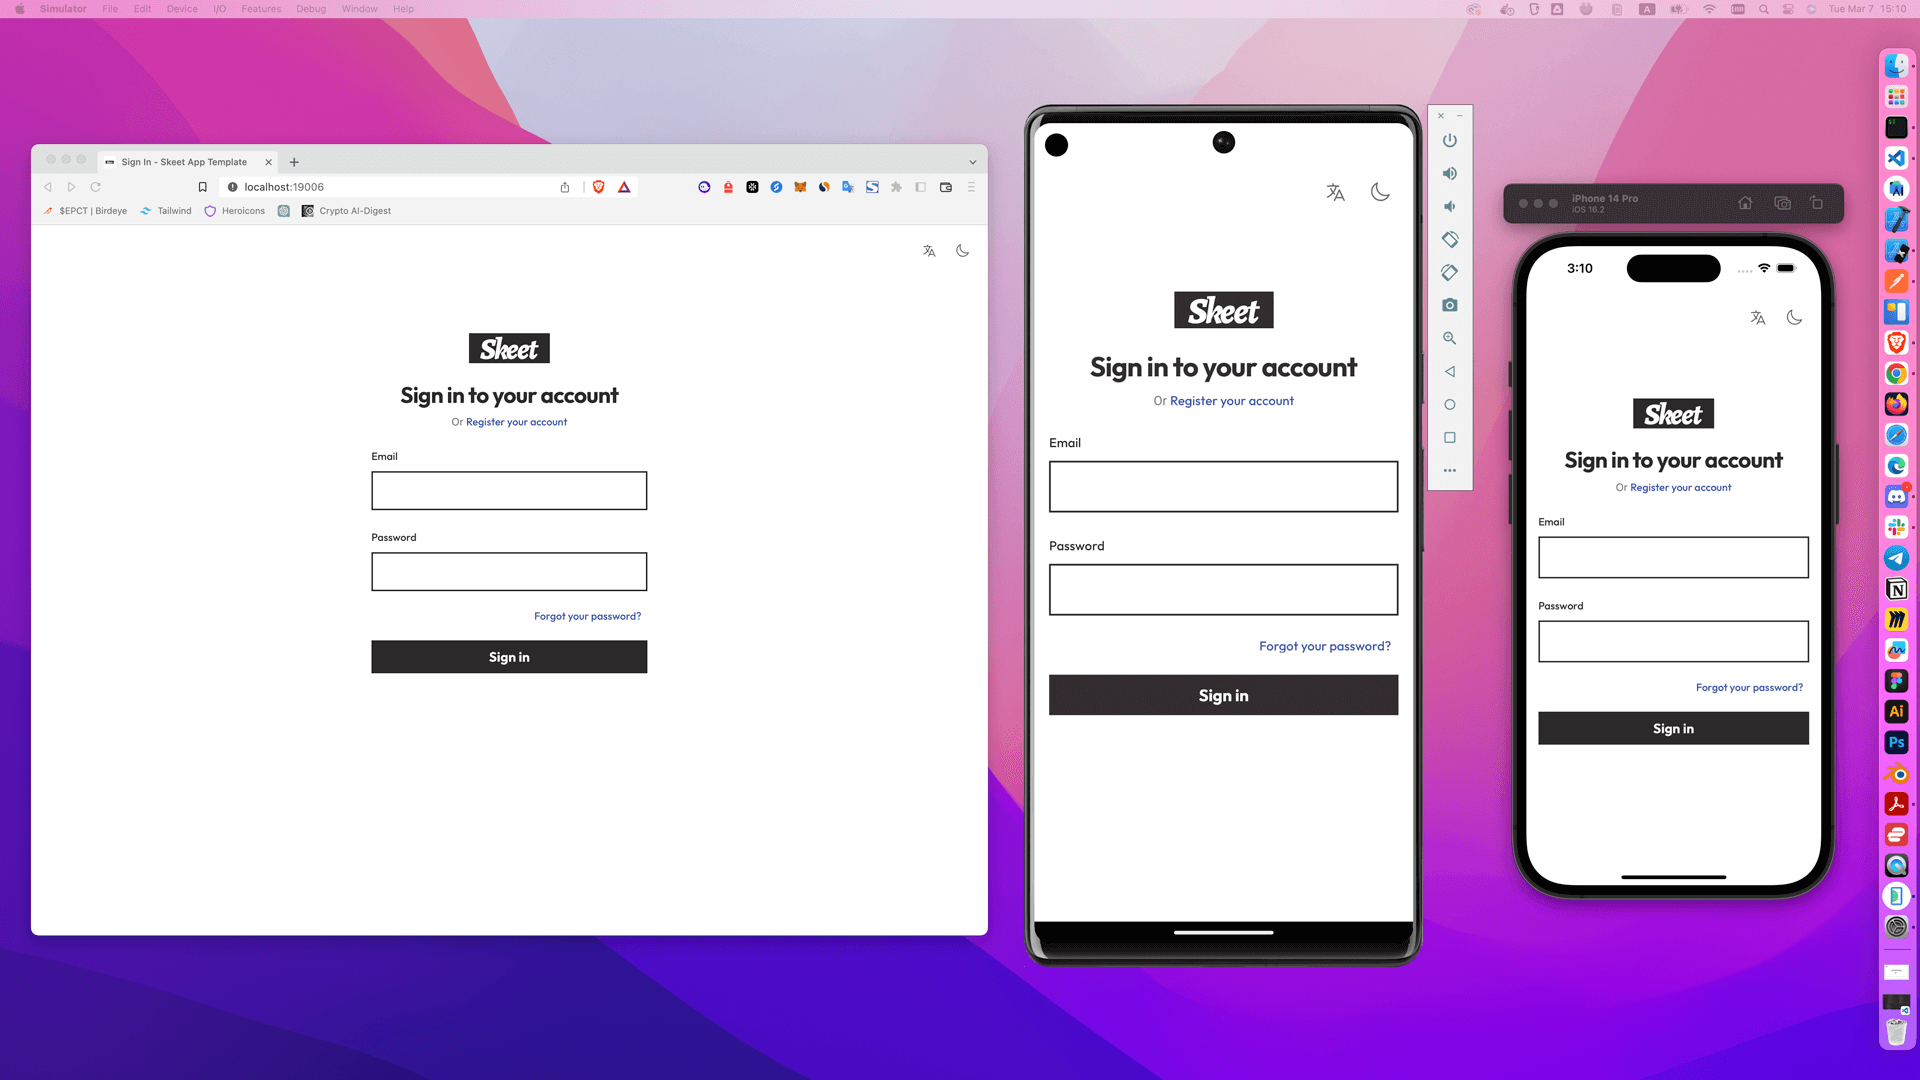 Simulator File Edit Device I/O Features Debug Window Help
A
Tue Mar 7 15:10
Sign In - Skeet App Template
localhost:19006
$EPCT | Birdeye Tailwind Heroicons Crypto AI-Digest
Skeet
Sign in to your account
Or Register your account
Email
Password
Forgot your password?
Sign in
Skeet
Sign in to your account
Or Register your account
Email
Password
Forgot your password?
Sign in
iPhone 14 Pro
iOS 16.2
3:10
Skeet
Sign in to your account
Or Register your account
Email
Password
Forgot your password?
Sign in
Ai
Ps